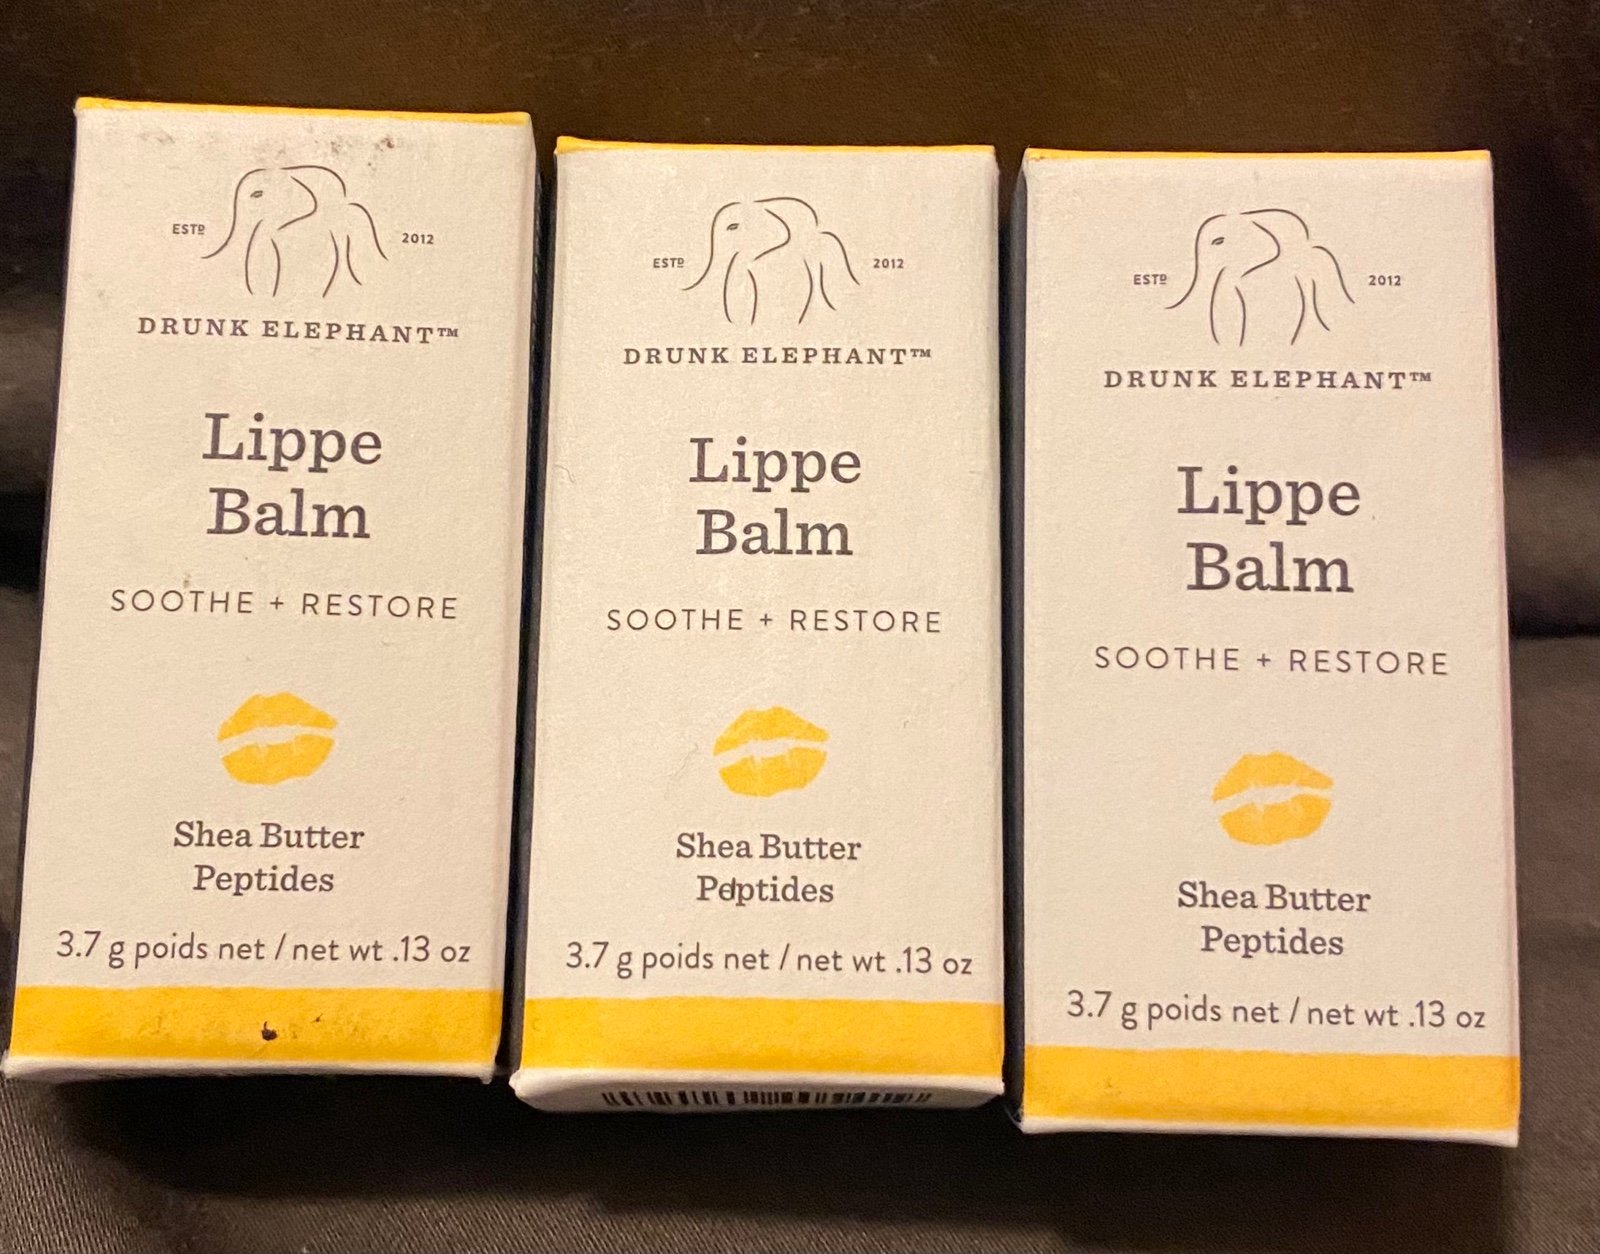 ESTD 2012
DRUNK ELEPHANT™
Lippe
Balm
SOOTHE + RESTORE
Shea Butter
Peptides
3.7 g poids net / net wt .13 oz
ESTD 2012
DRUNK ELEPHANT™
Lippe
Balm
SOOTHE + RESTORE
Shea Butter
Peptides
3.7 g poids net / net wt .13 oz
ESTD 2012
DRUNK ELEPHANT™
Lippe
Balm
SOOTHE + RESTORE
Shea Butter
Peptides
3.7 g poids net / net wt .13 oz